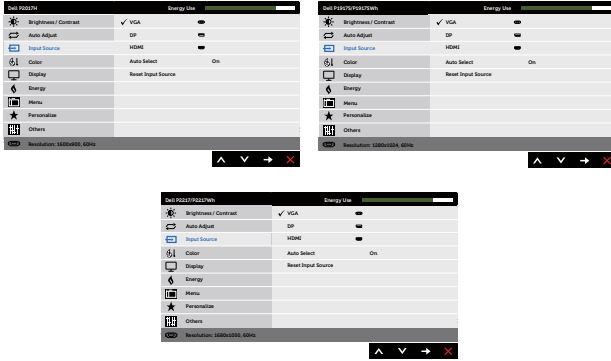 Dell P2017H Energy Use
Brightness / Contrast VGA
Auto Adjust DP
Input Source HDMI
Color Auto Select On
Display Reset Input Source
Energy
Menu
Personalize
Others
Resolution: 1600x900, 60Hz
Dell P1917S/P1917SWh Energy Use
Brightness / Contrast VGA
Auto Adjust DP
Input Source HDMI
Color Auto Select On
Display Reset Input Source
Energy
Menu
Personalize
Others
Resolution: 1280x1024, 60Hz
Dell P2217/P2217Wh Energy Use
Brightness / Contrast VGA
Auto Adjust DP
Input Source HDMI
Color Auto Select On
Display Reset Input Source
Energy
Menu
Personalize
Others
Resolution: 1680x1050, 60Hz